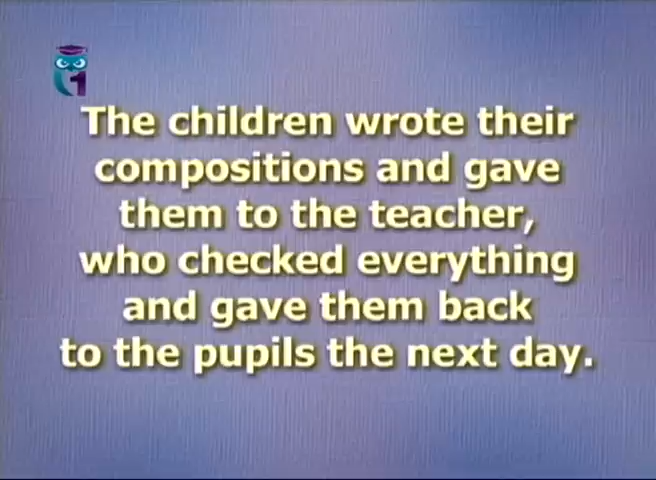 1
The children wrote their
compositions and gave
them to the teacher,
who checked everything
and gave them back
to the pupils the next day.